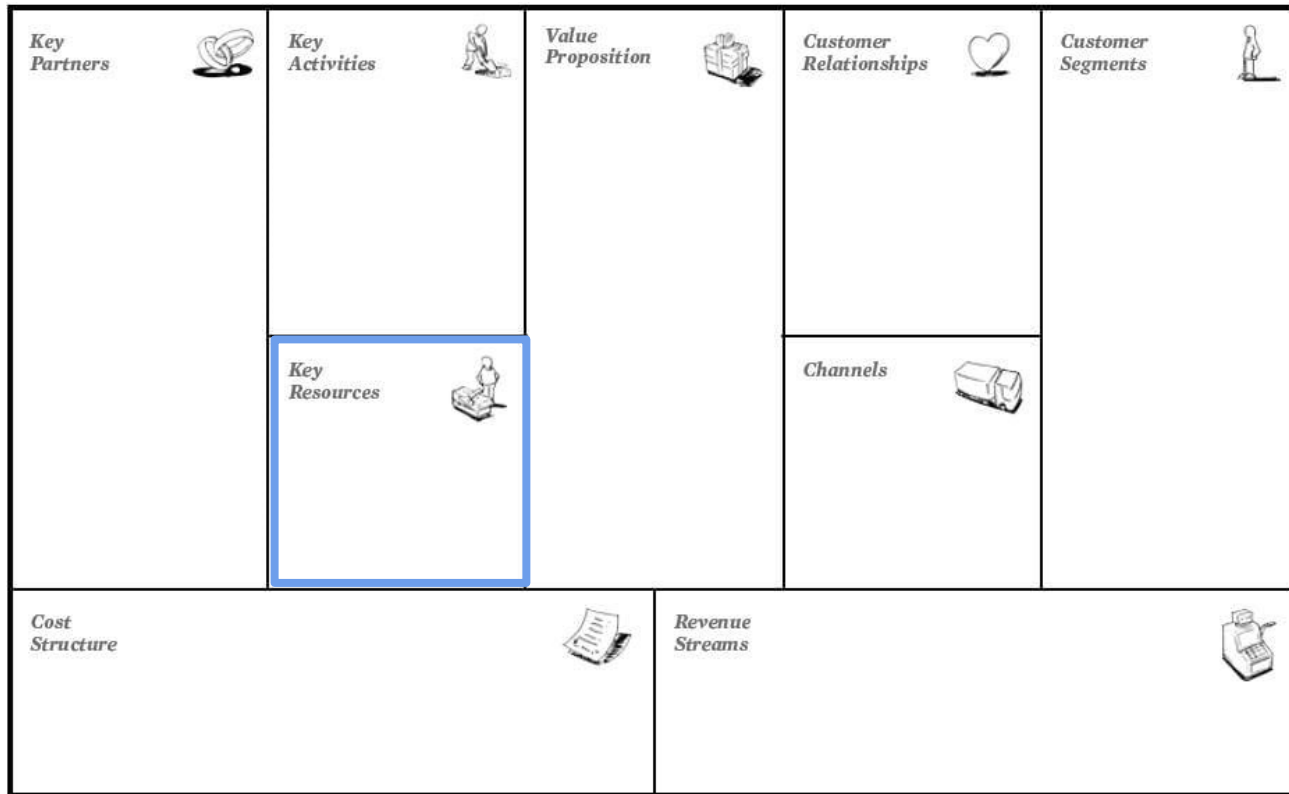 Key
Partners
Key
Activities
Value
Proposition
Customer
Relationships
Customer
Segments
Key
Resources
Channels
Cost
Structure
Revenue
Streams